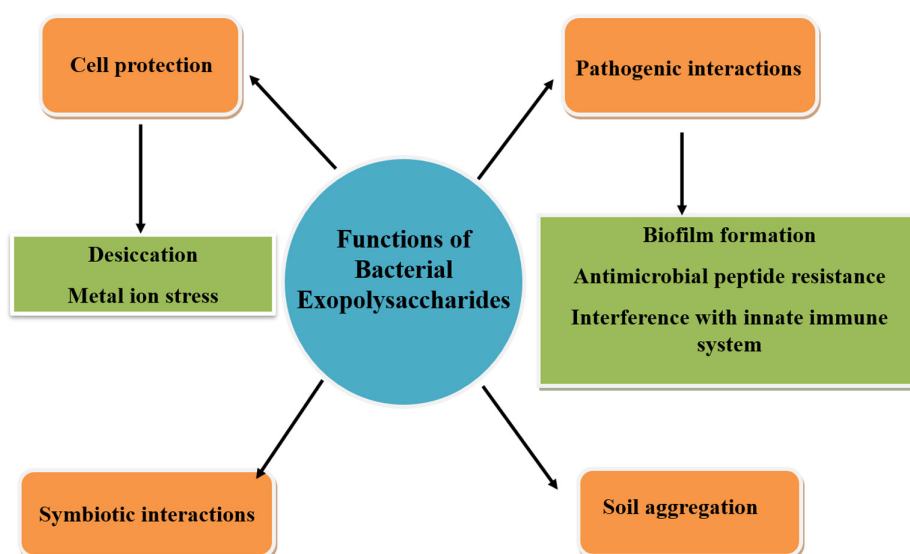 Cell protection
Pathogenic interactions
Functions of
Bacterial
Exopolysaccharides
Desiccation
Metal ion stress
Biofilm formation
Antimicrobial peptide resistance
Interference with innate immune
system
Symbiotic interactions
Soil aggregation